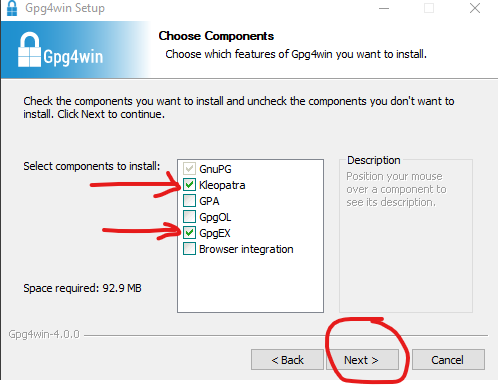 Gpg4win Setup
Gpg4win
Choose Components
Choose which features of Gpg4win you want to install.
Check the components you want to install and uncheck the components you don't want to
install. Click Next to continue.
Select components to install:
GnuPG
Kleopatra
GPA
GpgOL
GpgEX
Browser integration
Description
Position your mouse
over a component to
see its description.
Space required: 92.9 MB
Gpg4win-4.0.0
< Back
Next >
Cancel